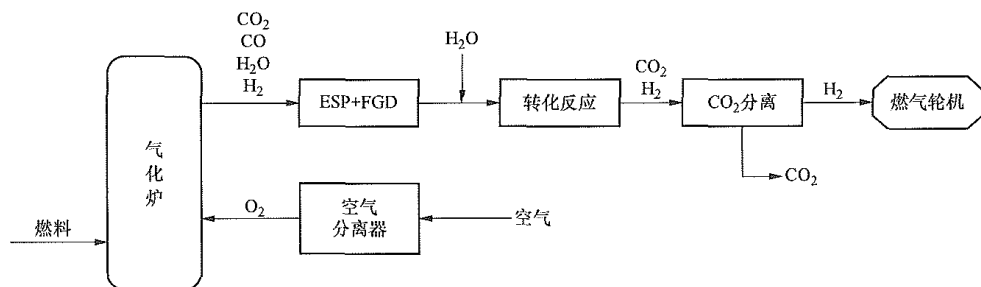 CO₂
CO
H₂O
H₂
H₂O
CO₂
H₂
H₂
ESP+FGD
转化反应
CO₂分离
燃气轮机
气
化
炉
CO₂
O₂
空气
分离器
空气
燃料